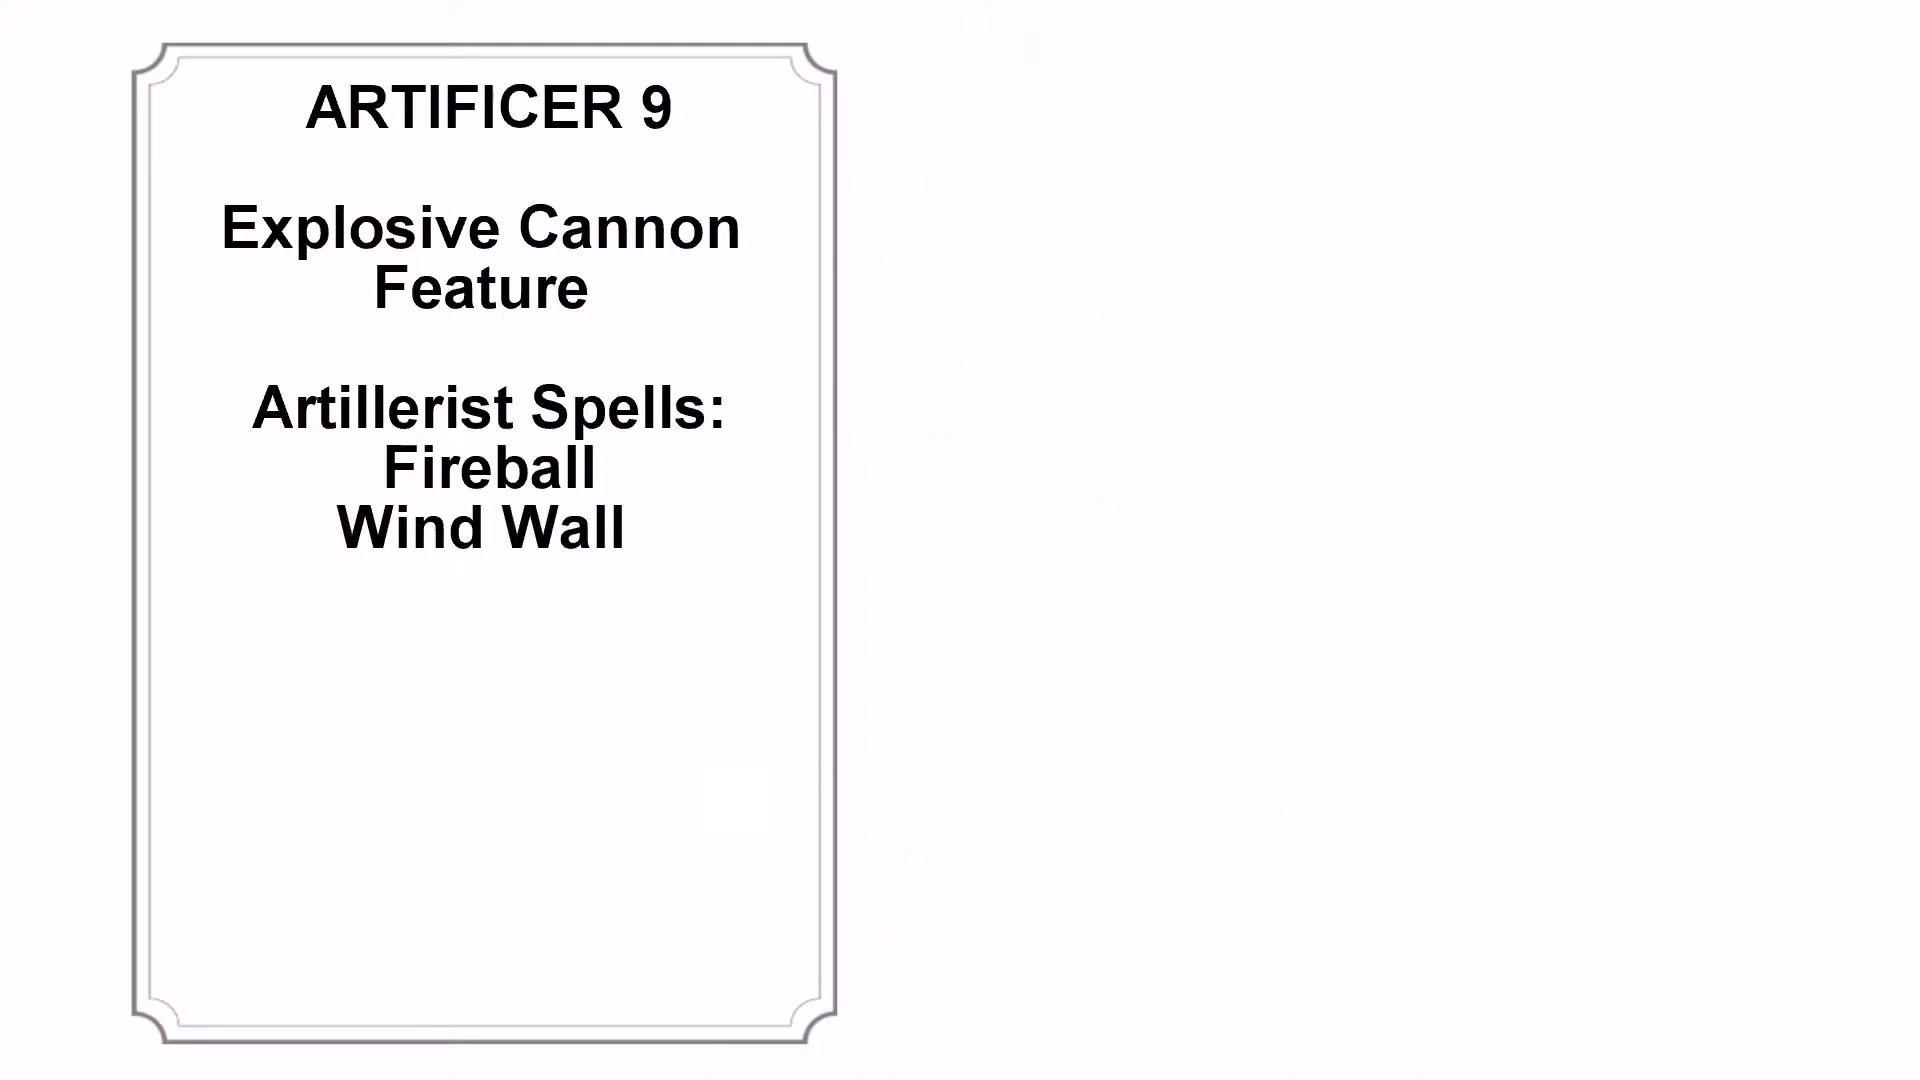 ARTIFICER 9
Explosive Cannon
Feature
Artillerist Spells:
Fireball
Wind Wall